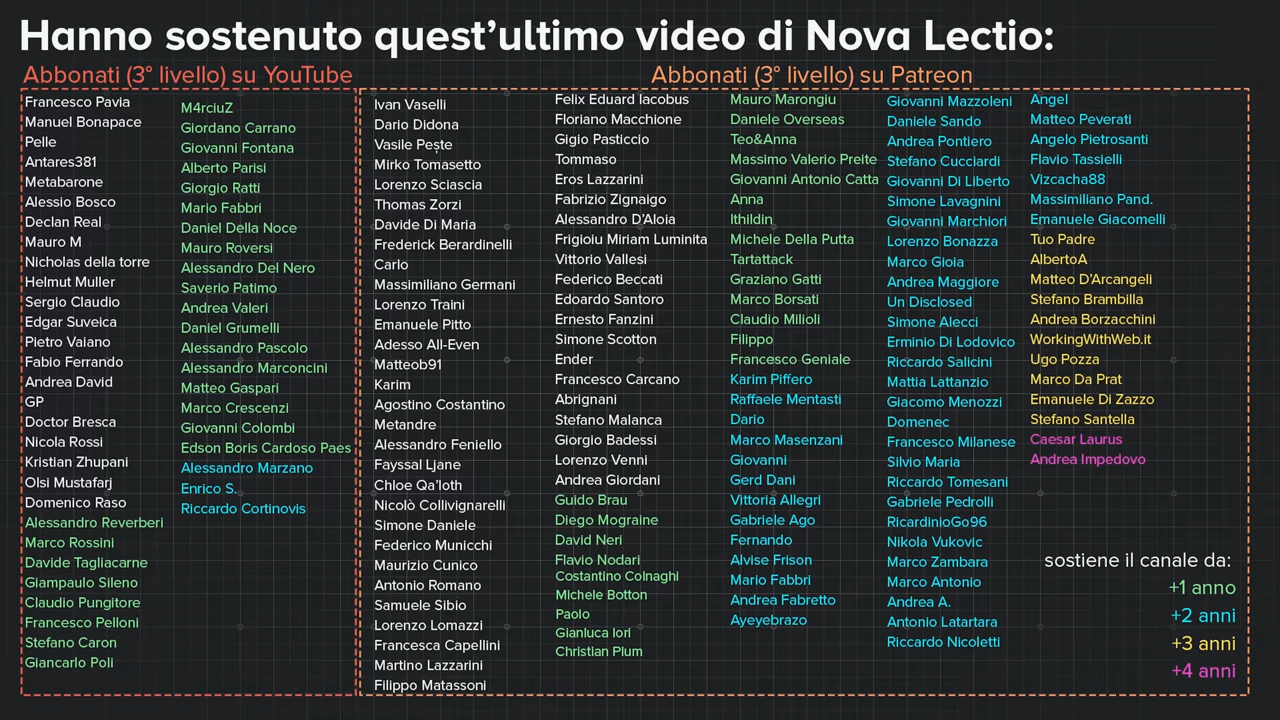 Hanno sostenuto quest'ultimo video di Nova Lectio:
Abbonati (3° livello) su YouTube
Francesco Pavia
Manuel Bonapace
Pelle
Antares381
Metabarone
Alessio Bosco
Declan Real
Mauro M
Nicholas della torre
Helmut Muller
Sergio Claudio
Edgar Suveica
Pietro Vaiano
Fabio Ferrando
Andrea David
GP
Doctor Bresca
Nicola Rossi
Kristian Zhupani
Olsi Mustafarj
Domenico Raso
Alessandro Reverberi
Marco Rossini
Davide Tagliacarne
Giampaulo Sileno
Claudio Pungitore
Francesco Pelloni
Stefano Caron
Giancarlo Poli
M4rciuZ
Giordano Carrano
Giovanni Fontana
Alberto Parisi
Giorgio Ratti
Mario Fabbri
Daniel Della Noce
Mauro Roversi
Alessandro Del Nero
Saverio Patimo
Andrea Valeri
Daniel Grumelli
Alessandro Pascolo
Alessandro Marconcini
Matteo Gaspari
Marco Crescenzi
Giovanni Colombi
Edson Boris Cardoso Paes
Alessandro Marzano
Enrico S.
Riccardo Cortinovis
Abbonati (3° livello) su Patreon
Ivan Vaselli
Dario Didona
Vasile Pește
Mirko Tomasetto
Lorenzo Sciascia
Thomas Zorzi
Davide Di Maria
Frederick Berardinelli
Carlo
Massimiliano Germani
Lorenzo Traini
Emanuele Pitto
Adesso All-Even
Matteob91
Karim
Agostino Costantino
Metandre
Alessandro Feniello
Fayssal Ljane
Chloe Qa'loth
Nicolò Collivignarelli
Simone Daniele
Federico Municchi
Maurizio Cunico
Antonio Romano
Samuele Sibio
Lorenzo Lomazzi
Francesca Capellini
Martino Lazzarini
Filippo Matassoni
Felix Eduard Iacobus
Floriano Macchione
Gigio Pasticcio
Tommaso
Eros Lazzarini
Fabrizio Zignaigo
Alessandro D'Aloia
Frigioiu Miriam Luminita
Vittorio Vallesi
Federico Beccati
Edoardo Santoro
Ernesto Fanzini
Simone Scotton
Ender
Francesco Carcano
Abrignani
Stefano Malanca
Giorgio Badessi
Lorenzo Venni
Andrea Giordani
Guido Brau
Diego Mograine
David Neri
Flavio Nodari
Costantino Colnaghi
Michele Botton
Paolo
Gianluca Iori
Christian Plum
Mauro Marongiu
Daniele Overseas
Teo&Anna
Massimo Valerio Preite
Giovanni Antonio Catta
Anna
Ithildin
Michele Della Putta
Tartattack
Graziano Gatti
Marco Borsati
Claudio Milioli
Filippo
Francesco Geniale
Karim Piffero
Raffaele Mentasti
Dario
Marco Masenzani
Giovanni
Gerd Dani
Vittoria Allegri
Gabriele Ago
Fernando
Alvise Frison
Mario Fabbri
Andrea Fabretto
Ayeyebrazo
Giovanni Mazzoleni
Daniele Sando
Andrea Pontiero
Stefano Cucciardi
Giovanni Di Liberto
Simone Lavagnini
Giovanni Marchiori
Lorenzo Bonazza
Marco Gioia
Andrea Maggiore
Un Disclosed
Simone Alecci
Erminio Di Lodovico
Riccardo Salicini
Mattia Lattanzio
Giacomo Menozzi
Domenec
Francesco Milanese
Silvio Maria
Riccardo Tomesani
Gabriele Pedrolli
RicardinioGo96
Nikola Vukovic
Marco Zambara
Marco Antonio
Andrea A.
Antonio Latartara
Riccardo Nicoletti
Angel
Matteo Peverati
Angelo Pietrosanti
Flavio Tassielli
Vizcacha88
Massimiliano Pand.
Emanuele Giacomelli
Tuo Padre
AlbertoA
Matteo D'Arcangeli
Stefano Brambilla
Andrea Borzacchini
WorkingWithWeb.it
Ugo Pozza
Marco Da Prat
Emanuele Di Zazzo
Stefano Santella
Caesar Laurus
Andrea Impedovo
sostiene il canale da:
+1 anno
+2 anni
+3 anni
+4 anni